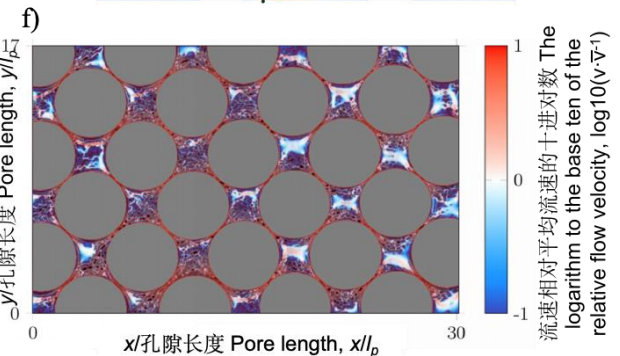 f)
17
y/孔隙长度 Pore length, y/lp
0
0
30
x/孔隙长度 Pore length, x/lp
1
0
-1
流速相对平均流速的十进对数 The
logarithm to the base ten of the
relative flow velocity, log10(v·v̅⁻¹)